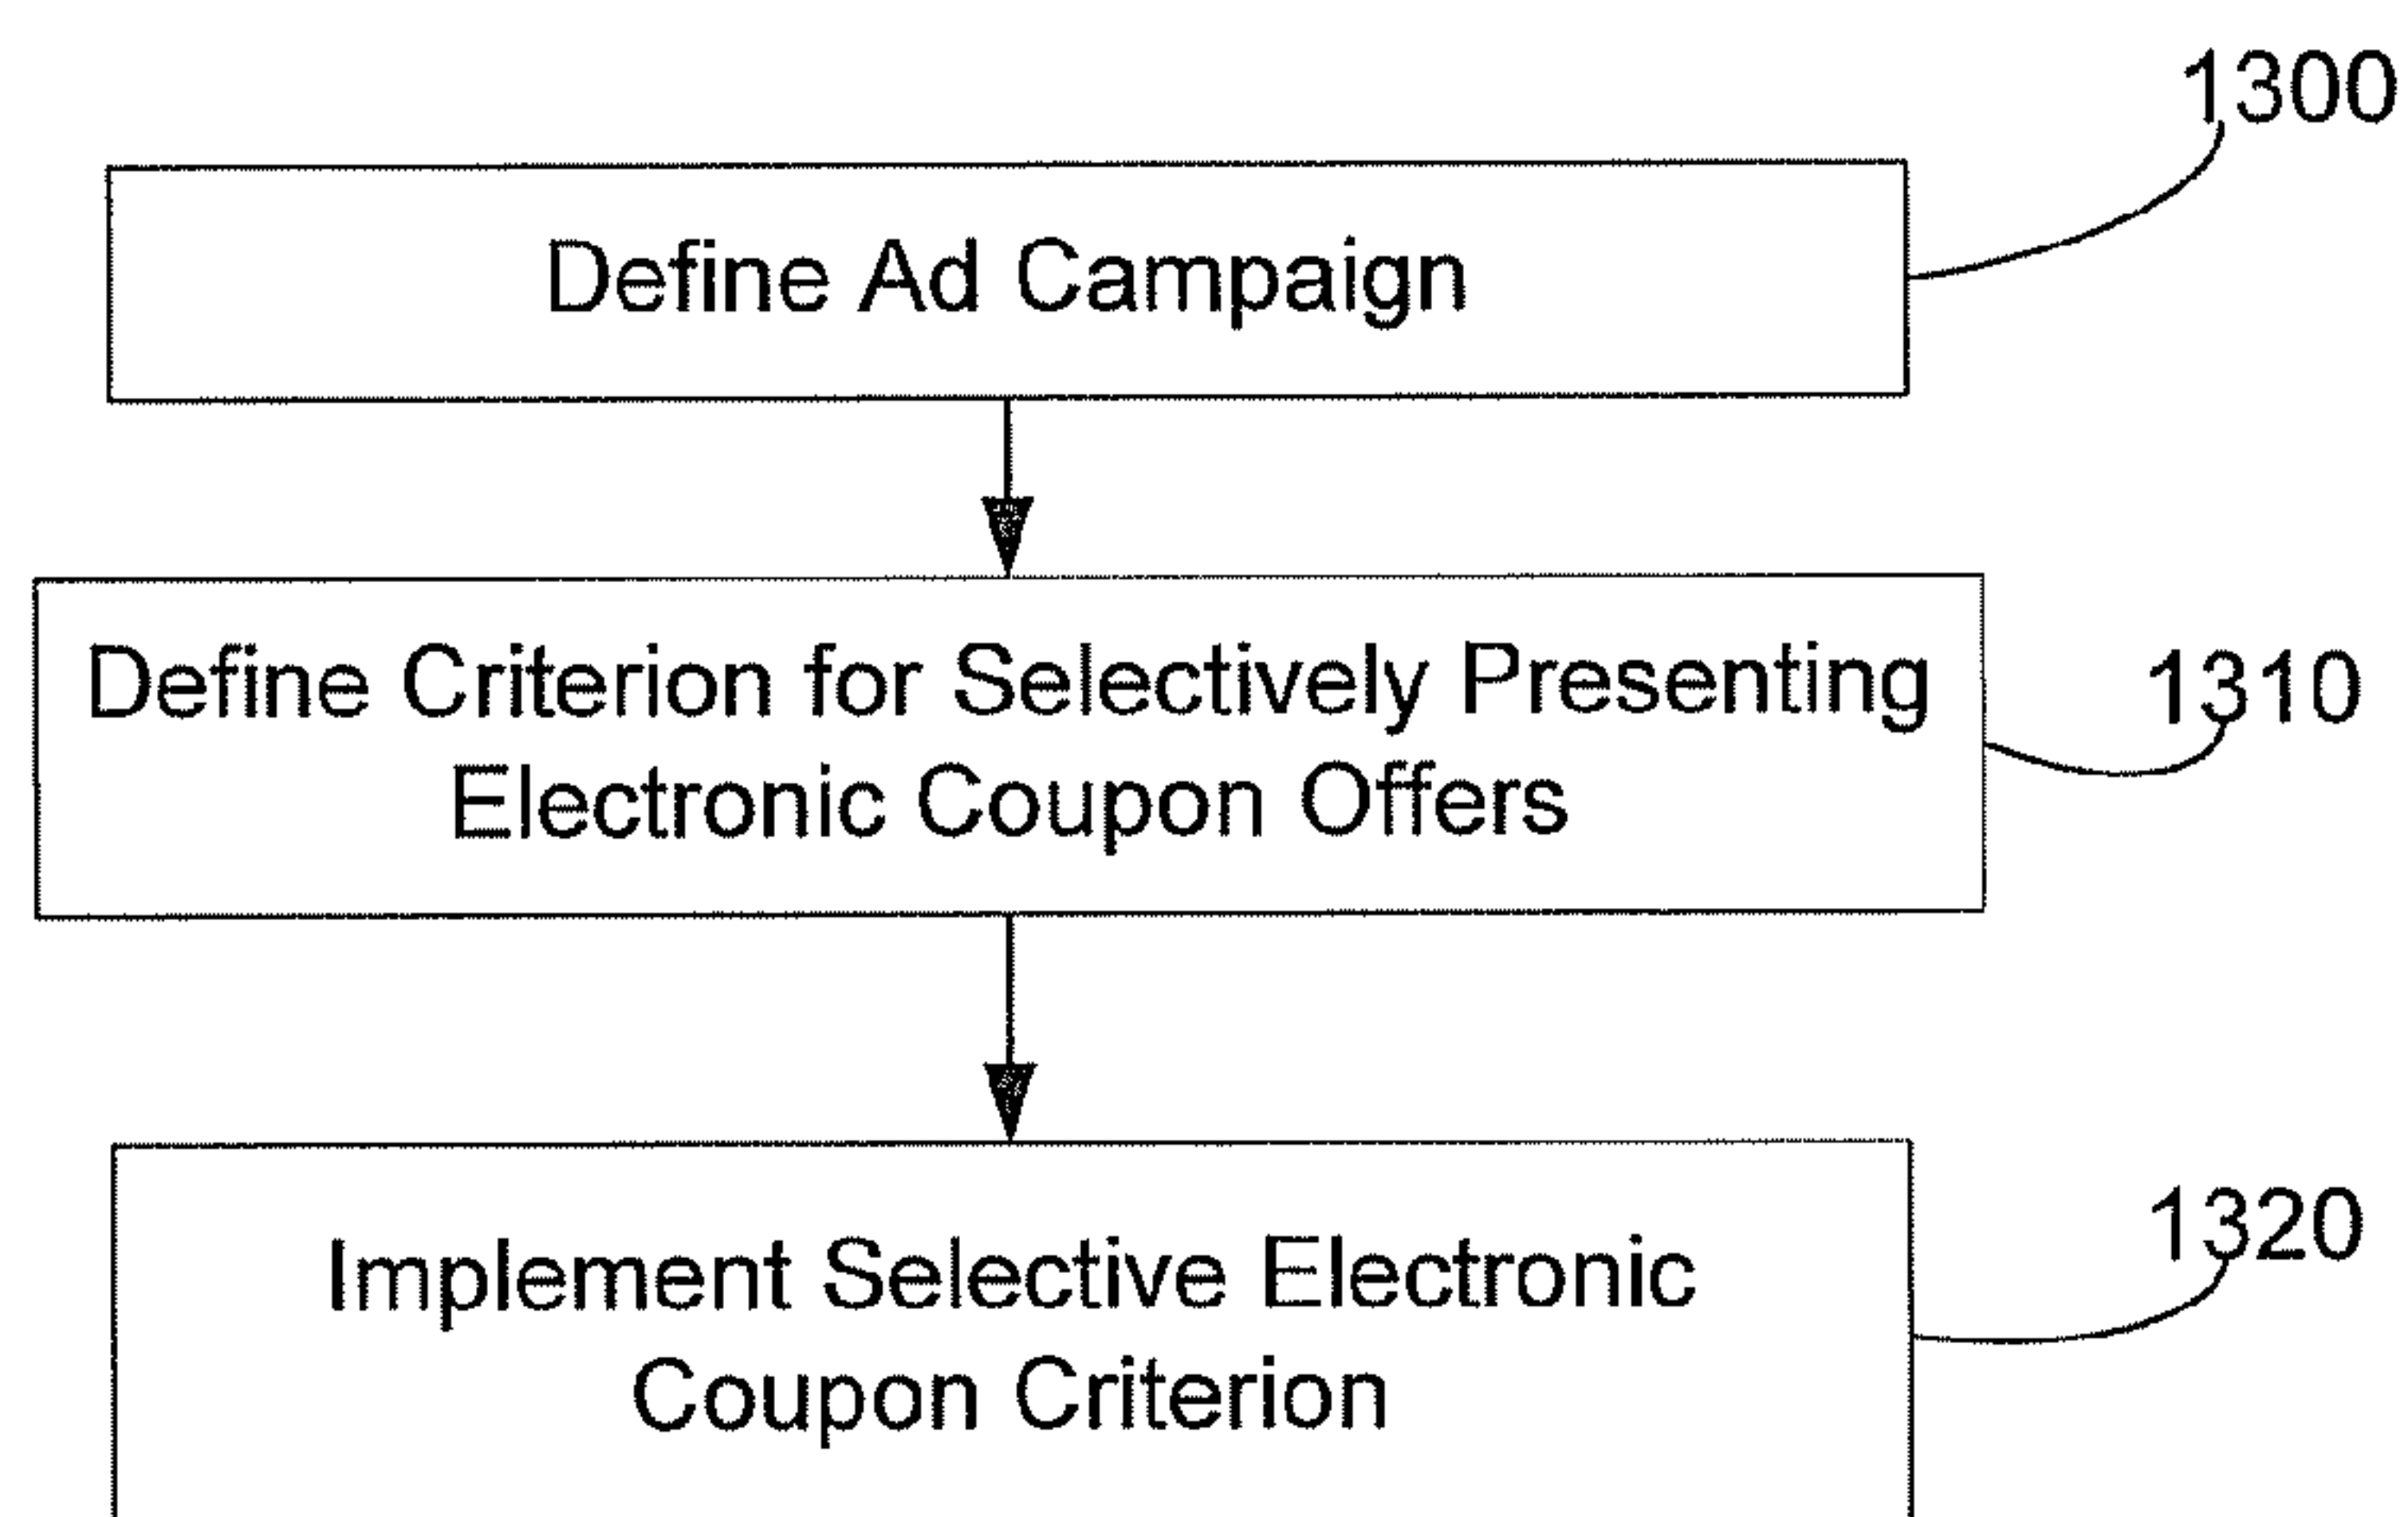 1300
Define Ad Campaign
Define Criterion for Selectively Presenting
Electronic Coupon Offers
1310
Implement Selective Electronic
Coupon Criterion
1320